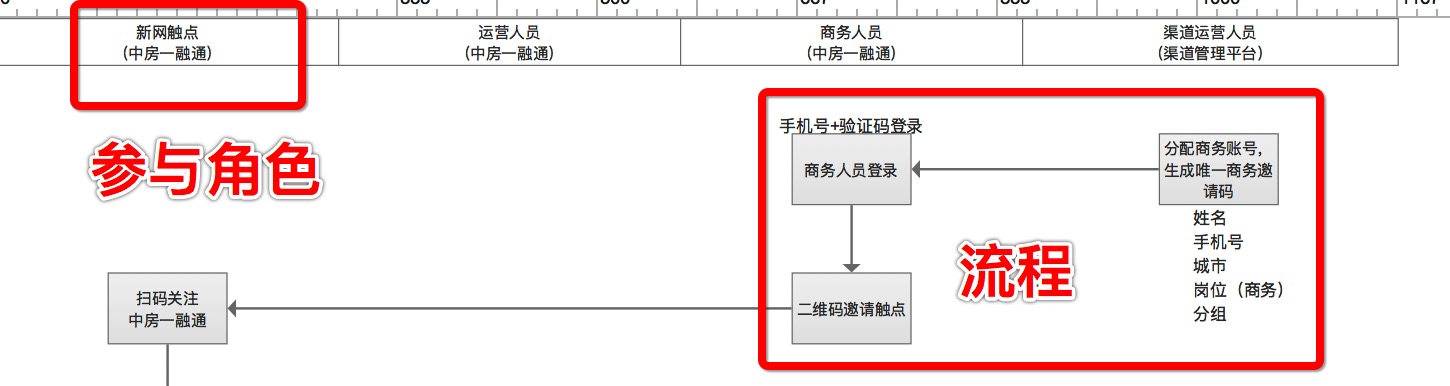 新网触点
(中房一融通)
运营人员
(中房一融通)
商务人员
(中房一融通)
渠道运营人员
(渠道管理平台)
参与角色
手机号+验证码登录
商务人员登录
分配商务账号，
生成唯一商务邀
请码
姓名
手机号
城市
岗位（商务）
分组
流程
扫码关注
中房一融通
二维码邀请触点